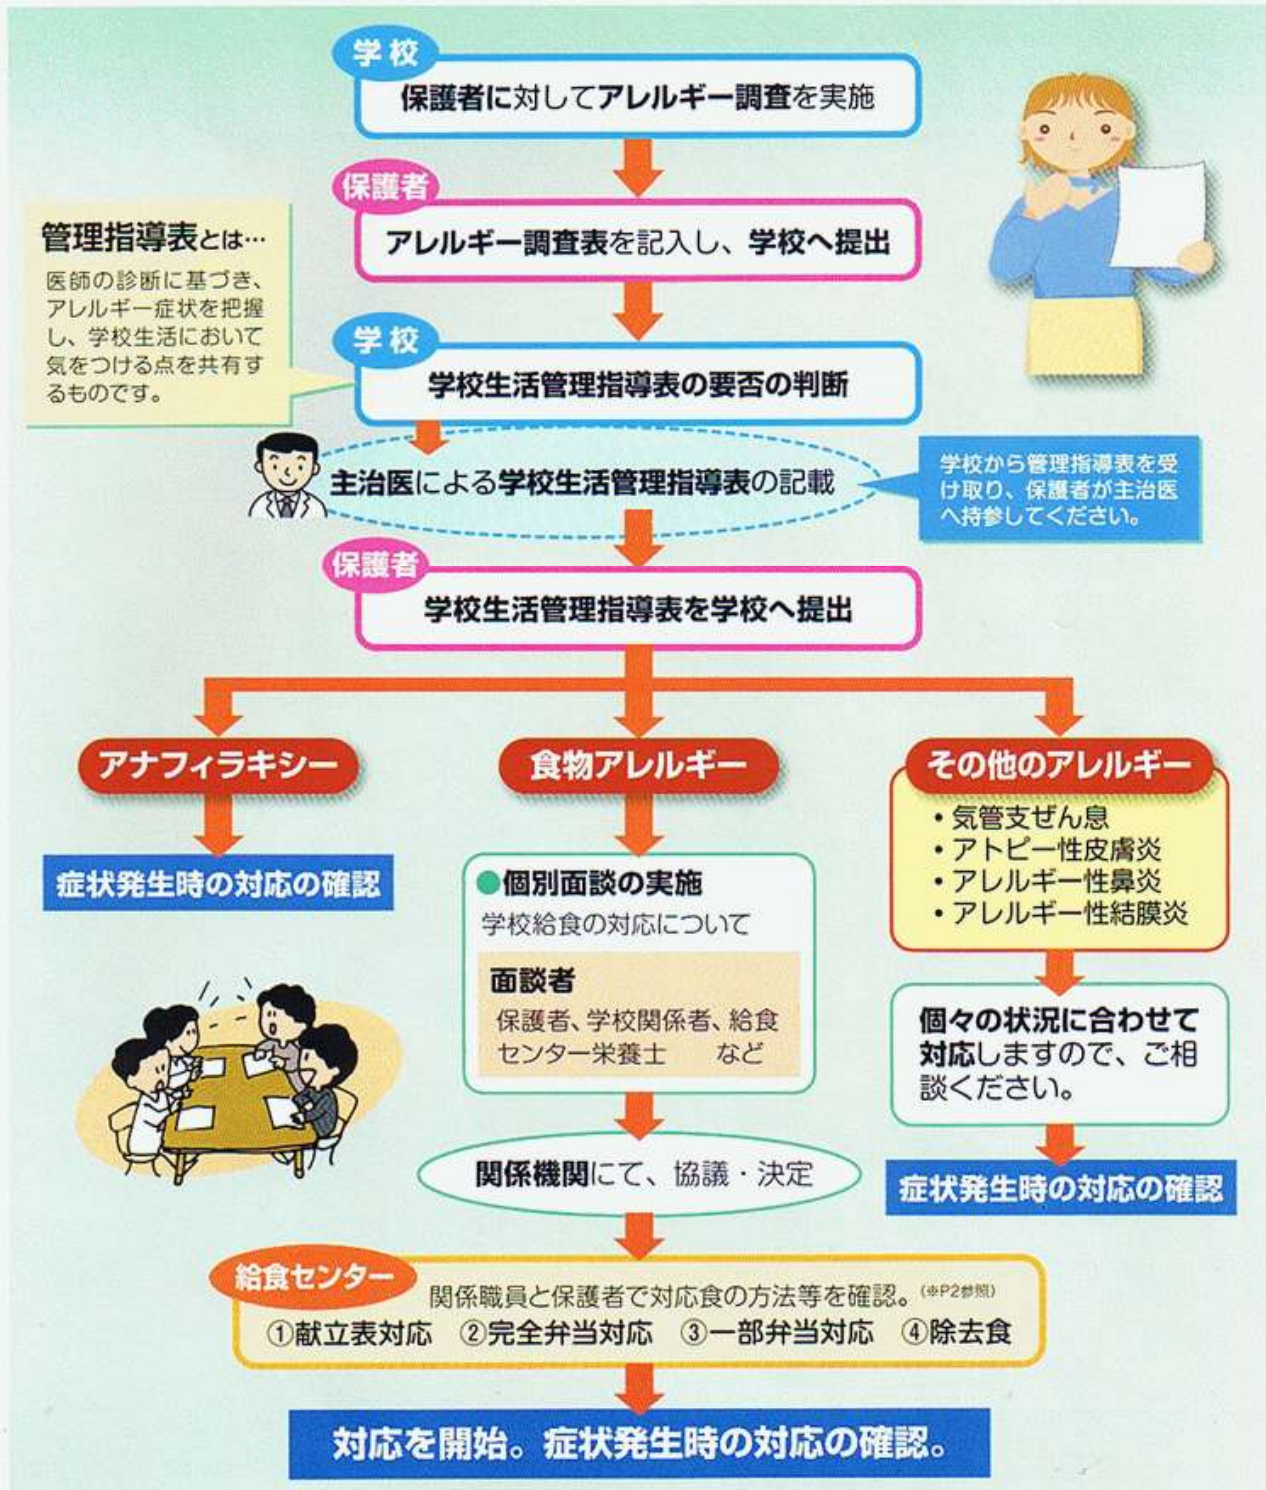 学校
保護者に対してアレルギー調査を実施
保護者
アレルギー調査表を記入し、学校へ提出
管理指導表とは…
医師の診断に基づき、
アレルギー症状を把握
し、学校生活において
気をつける点を共有す
るものです。
学校
学校生活管理指導表の要否の判断
主治医による学校生活管理指導表の記載
学校から管理指導表を受
け取り、保護者が主治医
へ持参してください。
保護者
学校生活管理指導表を学校へ提出
アナフィラキシー
症状発生時の対応の確認
食物アレルギー
●個別面談の実施
学校給食の対応について
面談者
保護者、学校関係者、給食
センター栄養士 など
関係機関にて、協議・決定
その他のアレルギー
・気管支ぜん息
・アトピー性皮膚炎
・アレルギー性鼻炎
・アレルギー性結膜炎
個々の状況に合わせて
対応しますので、ご相
談ください。
症状発生時の対応の確認
給食センター
関係職員と保護者で対応食の方法等を確認。(※P2参照)
①献立表対応 ②完全弁当対応 ③一部弁当対応 ④除去食
対応を開始。症状発生時の対応の確認。